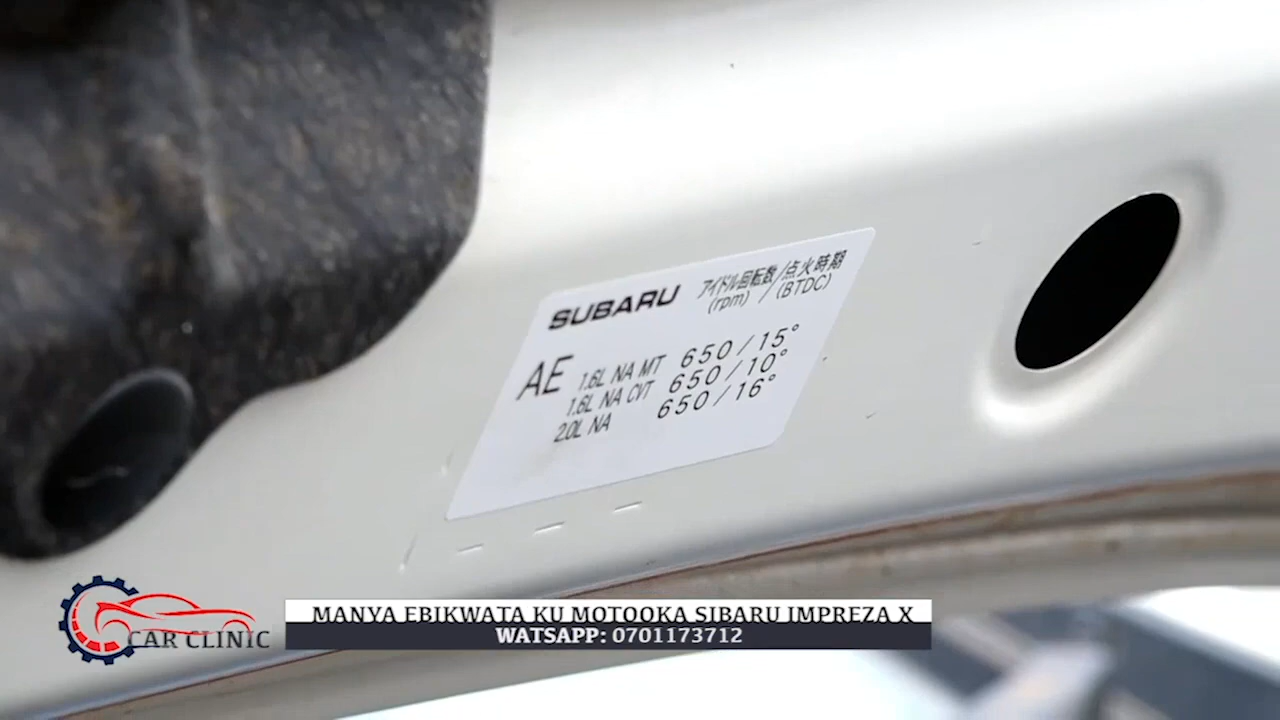 SUBARU
アイドル回転数/点火時期
(rpm) / (BTDC)
AE
1.6L NA MT 650/15°
1.6L NA CVT 650/10°
2.0L NA 650/16°
MANYA EBIKWATA KU MOTOOKA SIBARU IMPREZA X
WATSAPP: 0701173712
CAR CLINIC